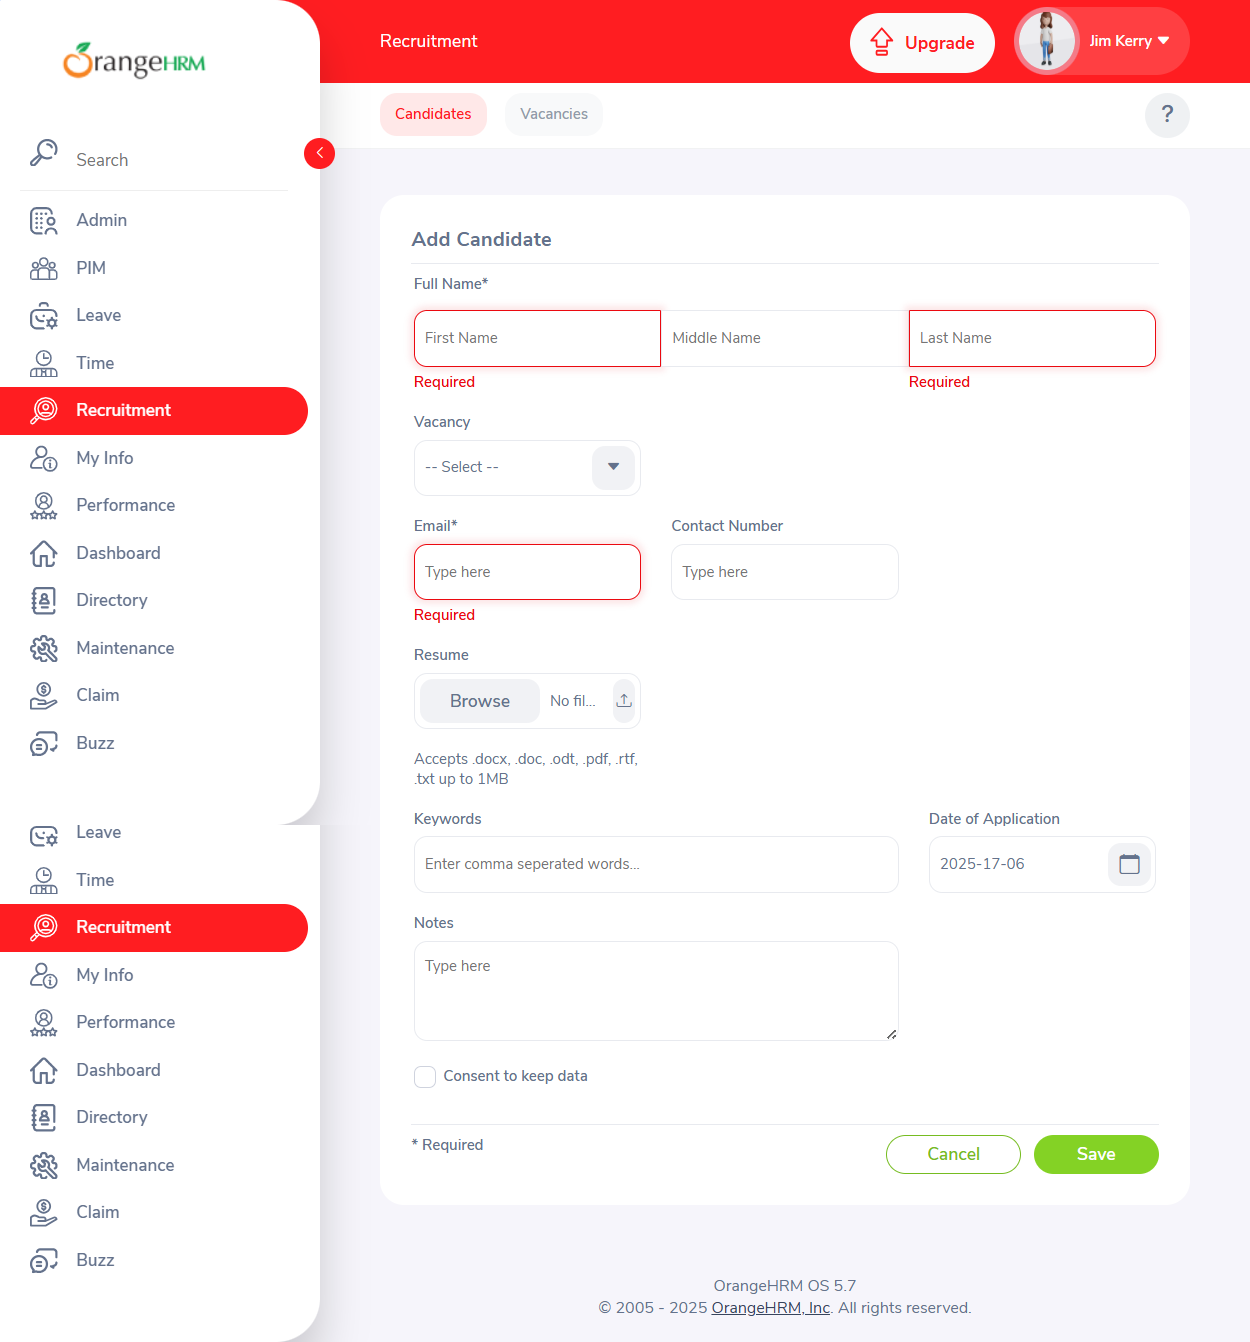 OrangeHRM
Search
Admin
PIM
Leave
Time
Recruitment
My Info
Performance
Dashboard
Directory
Maintenance
Claim
Buzz
Leave
Time
Recruitment
My Info
Performance
Dashboard
Directory
Maintenance
Claim
Buzz
Recruitment
Upgrade
Jim Kerry
Candidates
Vacancies
?
Add Candidate
Full Name*
First Name
Middle Name
Last Name
Required
Required
Vacancy
-- Select --
Email*
Contact Number
Type here
Type here
Required
Resume
Browse
No fil...
Accepts .docx, .doc, .odt, .pdf, .rtf,
.txt up to 1MB
Keywords
Date of Application
Enter comma seperated words...
2025-17-06
Notes
Type here
Consent to keep data
* Required
Cancel
Save
OrangeHRM OS 5.7
© 2005 - 2025 OrangeHRM, Inc. All rights reserved.